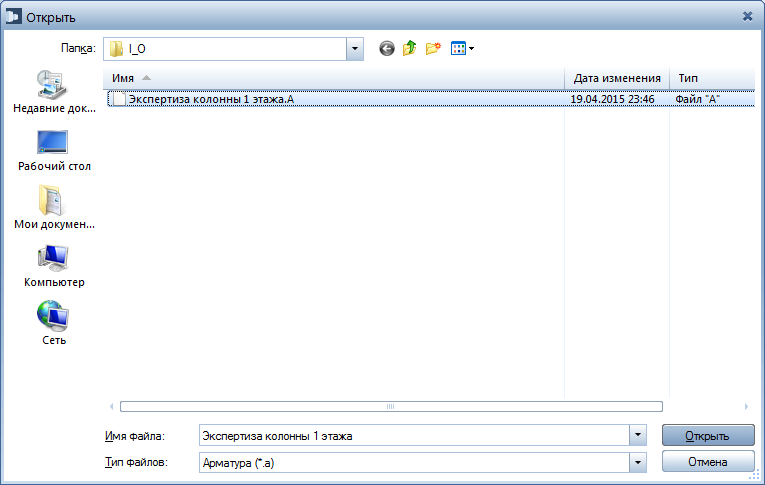 Открыть
Папка:
I_O
Недавние док...
Рабочий стол
Мои докумен...
Компьютер
Сеть
Имя Дата изменения Тип
Экспертиза колонны 1 этажа.А 19.04.2015 23:46 Файл "А"
Имя файла: Экспертиза колонны 1 этажа Открыть
Тип файлов: Арматура (*.а) Отмена